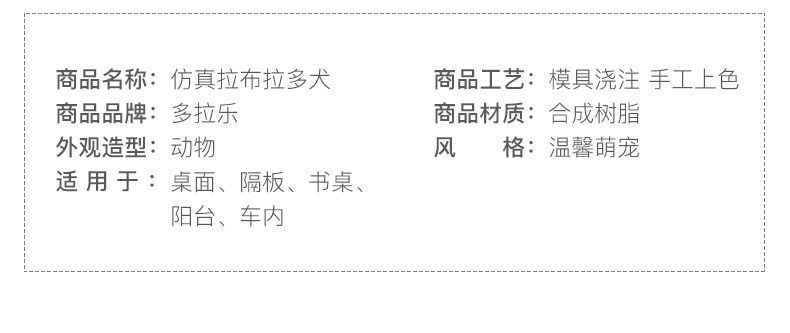 商品名称：仿真拉布拉多犬
商品品牌：多拉乐
外观造型：动物
适用于：桌面、隔板、书桌、
阳台、车内
商品工艺：模具浇注 手工上色
商品材质：合成树脂
风格：温馨萌宠